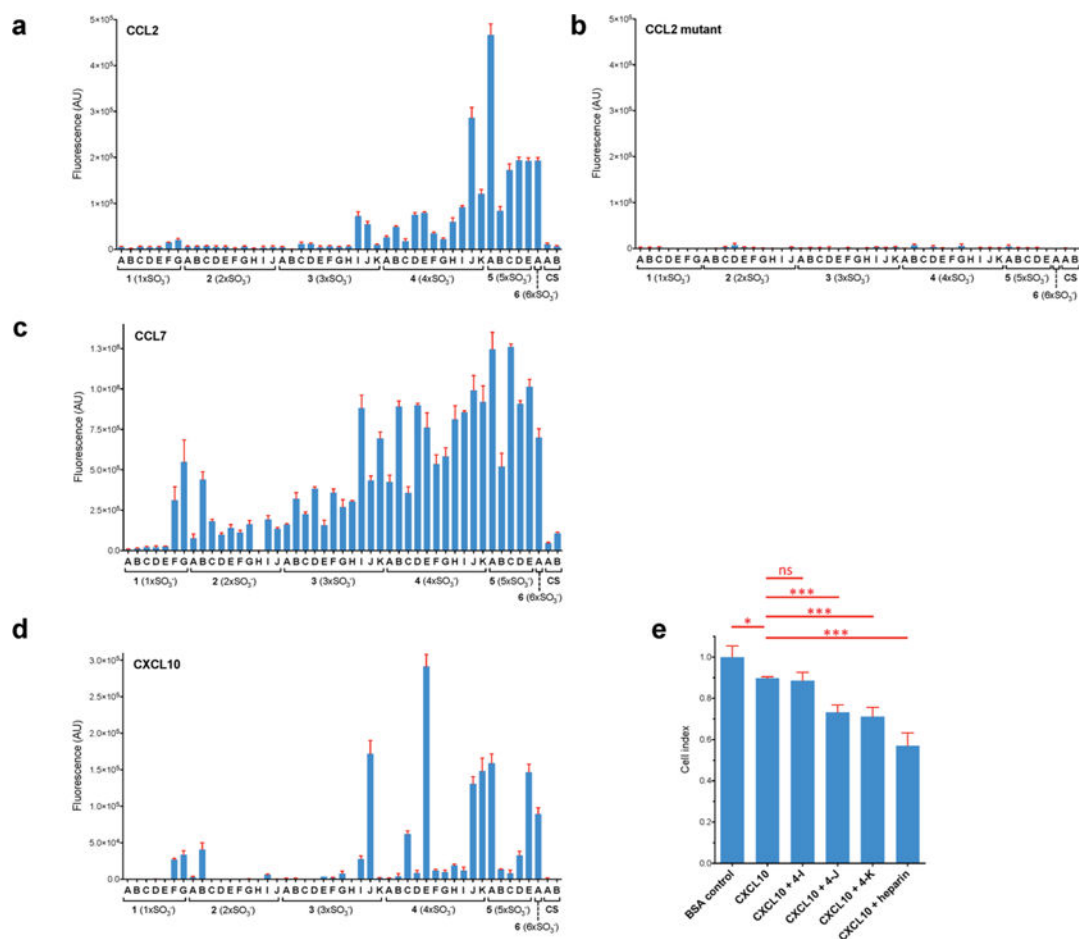 a
CCL2
5×10⁵
4×10⁵
3×10⁵
2×10⁵
1×10⁵
0
Fluorescence (AU)
A B C D E F G A B C D E F G H I J A B C D E F G H I J K A B C D E F G H I J K A B C D E A A B
1 (1xSO₃⁻) 2 (2xSO₃⁻) 3 (3xSO₃⁻) 4 (4xSO₃⁻) 5 (5xSO₃⁻) CS
6 (6xSO₃⁻)
b
CCL2 mutant
5×10⁵
4×10⁵
3×10⁵
2×10⁵
1×10⁵
0
Fluorescence (AU)
A B C D E F G A B C D E F G H I J A B C D E F G H I J K A B C D E F G H I J K A B C D E A A B
1 (1xSO₃⁻) 2 (2xSO₃⁻) 3 (3xSO₃⁻) 4 (4xSO₃⁻) 5 (5xSO₃⁻) CS
6 (6xSO₃⁻)
c
CCL7
1.0×10⁶
7.5×10⁵
5.0×10⁵
2.5×10⁵
0.0
Fluorescence (AU)
A B C D E F G A B C D E F G H I J A B C D E F G H I J K A B C D E F G H I J K A B C D E A A B
1 (1xSO₃⁻) 2 (2xSO₃⁻) 3 (3xSO₃⁻) 4 (4xSO₃⁻) 5 (5xSO₃⁻) CS
6 (6xSO₃⁻)
d
CXCL10
3.0×10⁵
2.5×10⁵
2.0×10⁵
1.5×10⁵
1.0×10⁵
5.0×10⁴
0.0
Fluorescence (AU)
A B C D E F G A B C D E F G H I J A B C D E F G H I J K A B C D E F G H I J K A B C D E A A B
1 (1xSO₃⁻) 2 (2xSO₃⁻) 3 (3xSO₃⁻) 4 (4xSO₃⁻) 5 (5xSO₃⁻) CS
6 (6xSO₃⁻)
e
ns
***
***
*
***
1.0
0.8
0.6
0.4
0.2
0.0
Cell index
BSA control
CXCL10
CXCL10 + 4-I
CXCL10 + 4-J
CXCL10 + 4-K
CXCL10 + heparin